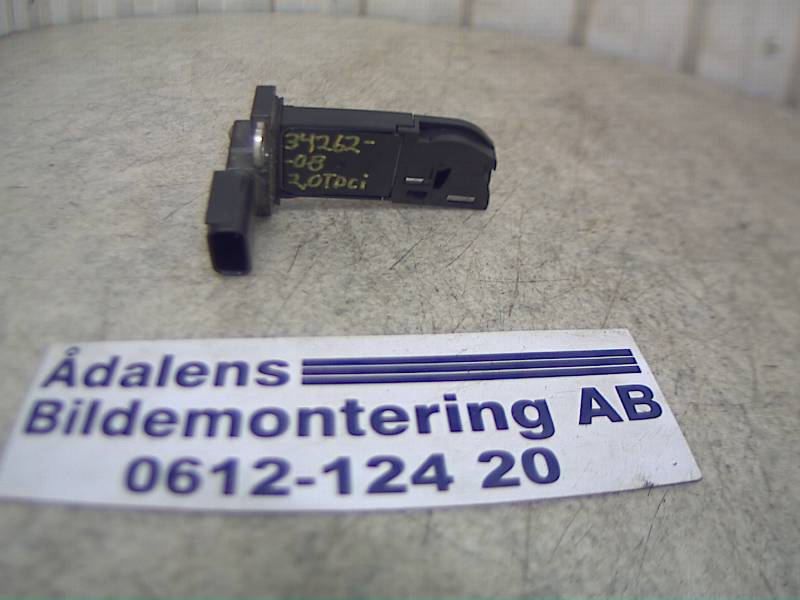 34262-
-08
2,0TDCi
Ådalens
Bildemontering AB
0612-124 20